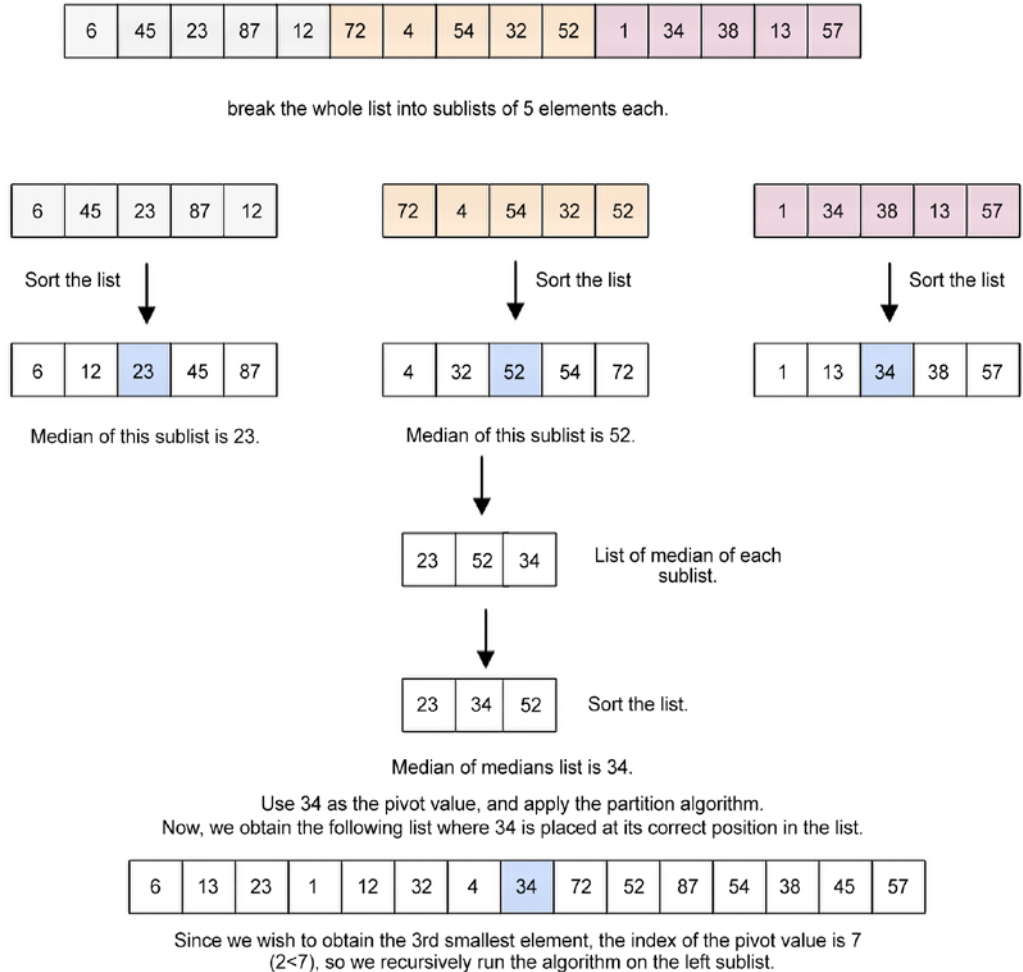 6 45 23 87 12 72 4 54 32 52 1 34 38 13 57
break the whole list into sublists of 5 elements each.
6 45 23 87 12
72 4 54 32 52
1 34 38 13 57
Sort the list
Sort the list
Sort the list
6 12 23 45 87
4 32 52 54 72
1 13 34 38 57
Median of this sublist is 23.
Median of this sublist is 52.
23 52 34
List of median of each
sublist.
23 34 52
Sort the list.
Median of medians list is 34.
Use 34 as the pivot value, and apply the partition algorithm.
Now, we obtain the following list where 34 is placed at its correct position in the list.
6 13 23 1 12 32 4 34 72 52 87 54 38 45 57
Since we wish to obtain the 3rd smallest element, the index of the pivot value is 7
(2<7), so we recursively run the algorithm on the left sublist.